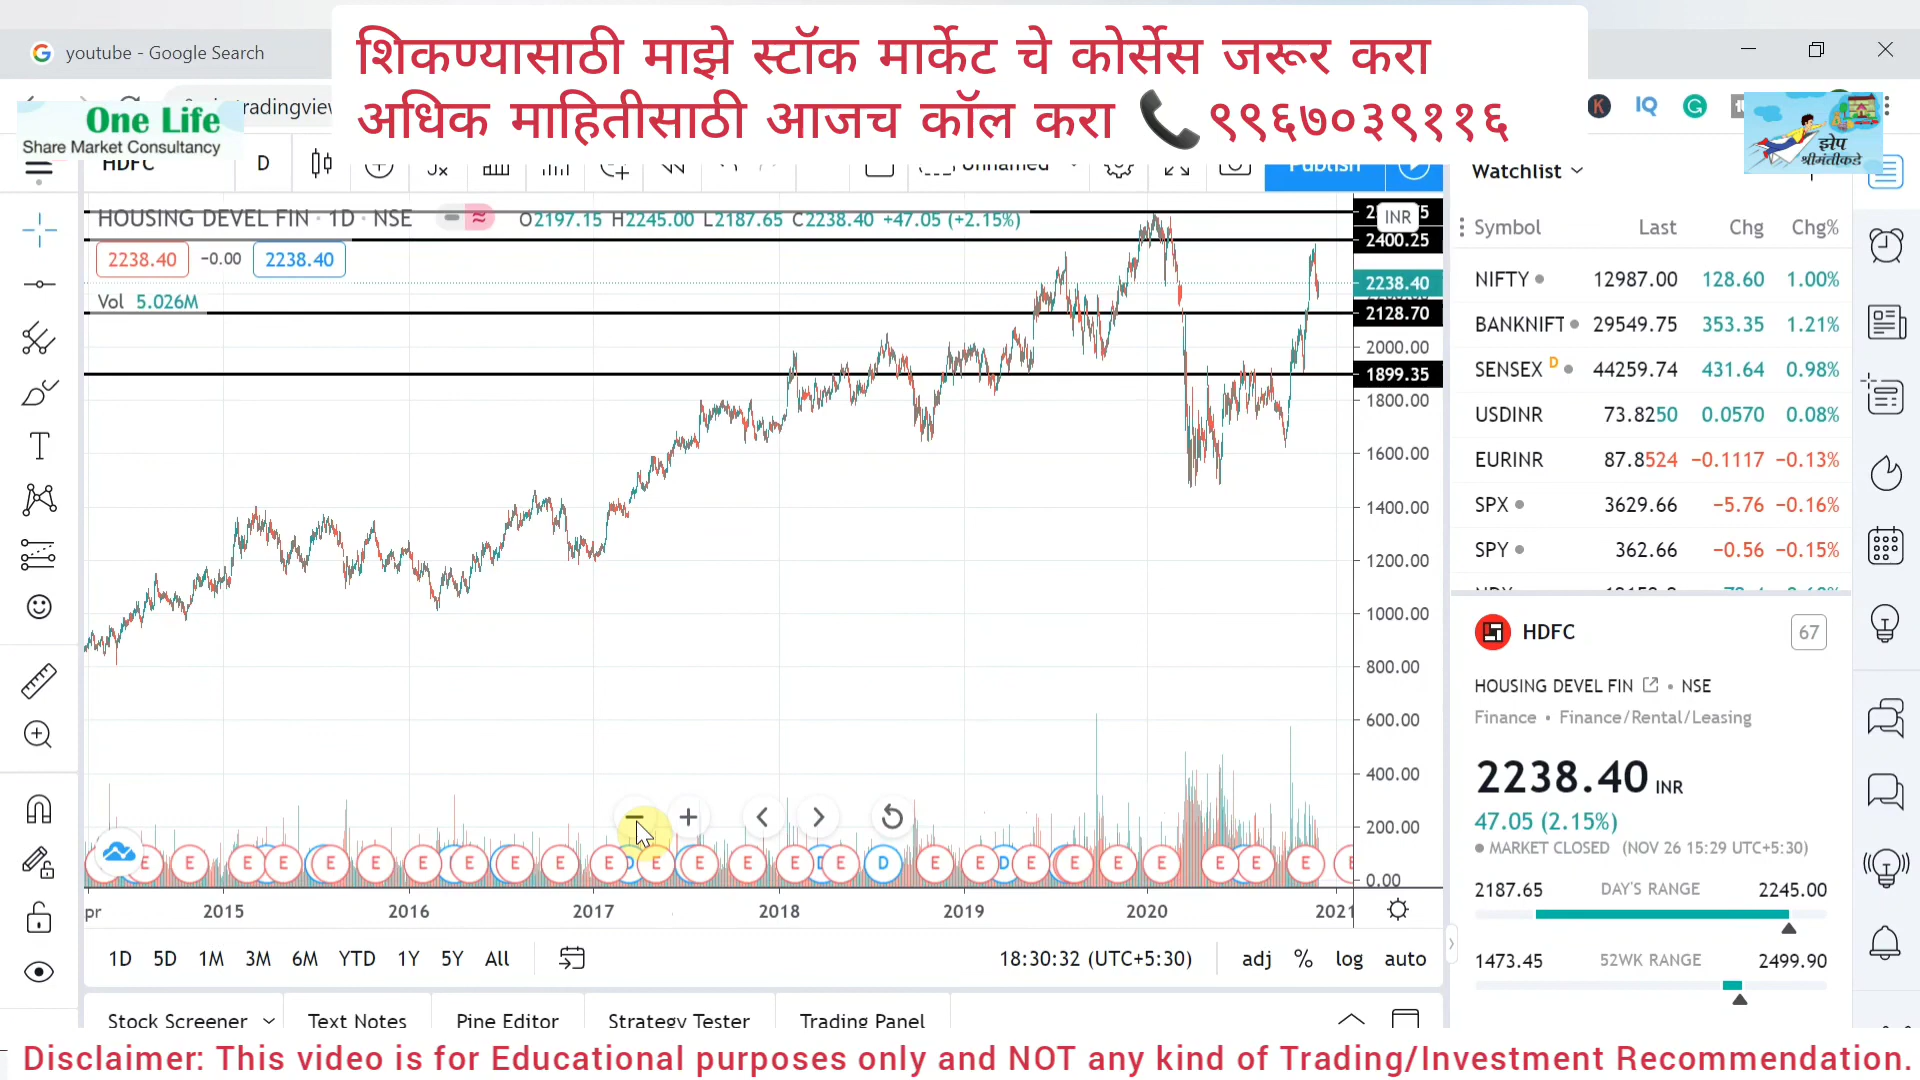 शिकण्यासाठी माझे स्टॉक मार्केट चे कोर्सेस जरूर करा
अधिक माहितीसाठी आजच कॉल करा ९९६७०३९११६
youtube - Google Search
tradingview
One Life
Share Market Consultancy
झेप
श्रीमंतीकडे
IQ
HDFC
D
Unnamed
Publish
Watchlist
HOUSING DEVEL FIN · 1D · NSE
O2197.15 H2245.00 L2187.65 C2238.40 +47.05 (+2.15%)
INR
2238.40 −0.00 2238.40
Vol 5.026M
2400.25
2238.40
2128.70
2000.00
1899.35
1800.00
1600.00
1400.00
1200.00
1000.00
800.00
600.00
400.00
200.00
0.00
Symbol Last Chg Chg%
NIFTY 12987.00 128.60 1.00%
BANKNIFT 29549.75 353.35 1.21%
SENSEX D 44259.74 431.64 0.98%
USDINR 73.8250 0.0570 0.08%
EURINR 87.8524 −0.1117 −0.13%
SPX 3629.66 −5.76 −0.16%
SPY 362.66 −0.56 −0.15%
HDFC 67
HOUSING DEVEL FIN • NSE
Finance • Finance/Rental/Leasing
2238.40 INR
47.05 (2.15%)
MARKET CLOSED (NOV 26 15:29 UTC+5:30)
2187.65 DAY'S RANGE 2245.00
1473.45 52WK RANGE 2499.90
E E E E E E E E E E E D E E E E D E D E E D E E E E E E E E
pr 2015 2016 2017 2018 2019 2020 2021
1D 5D 1M 3M 6M YTD 1Y 5Y All
18:30:32 (UTC+5:30) adj % log auto
Stock Screener Text Notes Pine Editor Strategy Tester Trading Panel
Disclaimer: This video is for Educational purposes only and NOT any kind of Trading/Investment Recommendation.